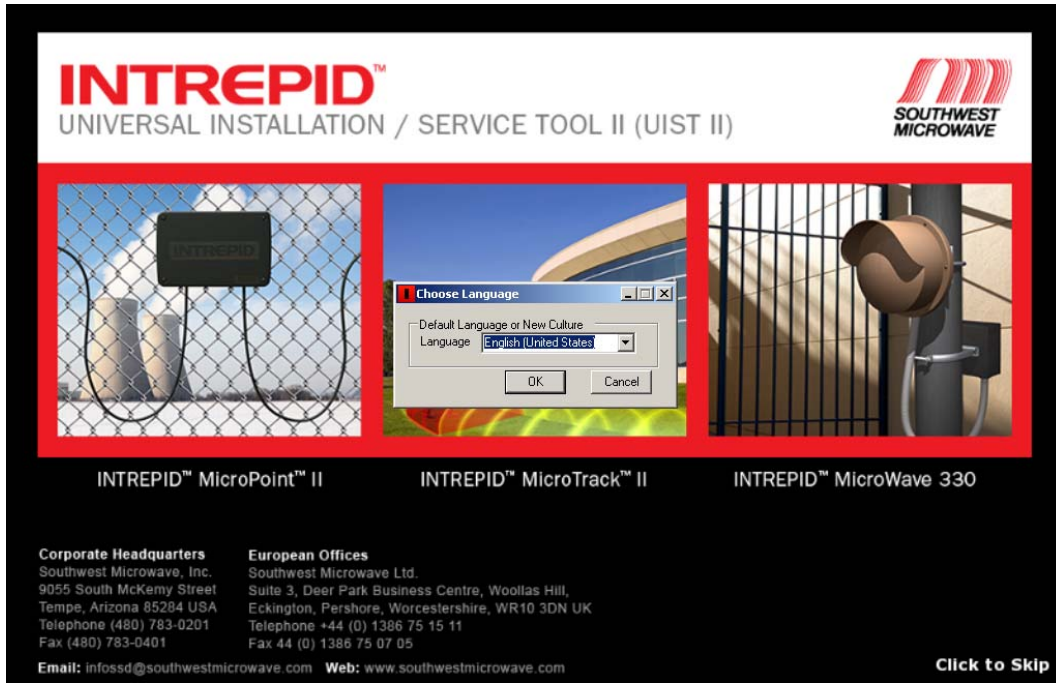 INTREPID™
UNIVERSAL INSTALLATION / SERVICE TOOL II (UIST II)
SOUTHWEST
MICROWAVE
INTREPID
Choose Language
Default Language or New Culture
Language English (United States)
OK Cancel
INTREPID™ MicroPoint™ II
INTREPID™ MicroTrack™ II
INTREPID™ MicroWave 330
Corporate Headquarters
Southwest Microwave, Inc.
9055 South McKemy Street
Tempe, Arizona 85284 USA
Telephone (480) 783-0201
Fax (480) 783-0401
European Offices
Southwest Microwave Ltd.
Suite 3, Deer Park Business Centre, Woollas Hill,
Eckington, Pershore, Worcestershire, WR10 3DN UK
Telephone +44 (0) 1386 75 15 11
Fax 44 (0) 1386 75 07 05
Email: infossd@southwestmicrowave.com Web: www.southwestmicrowave.com
Click to Skip